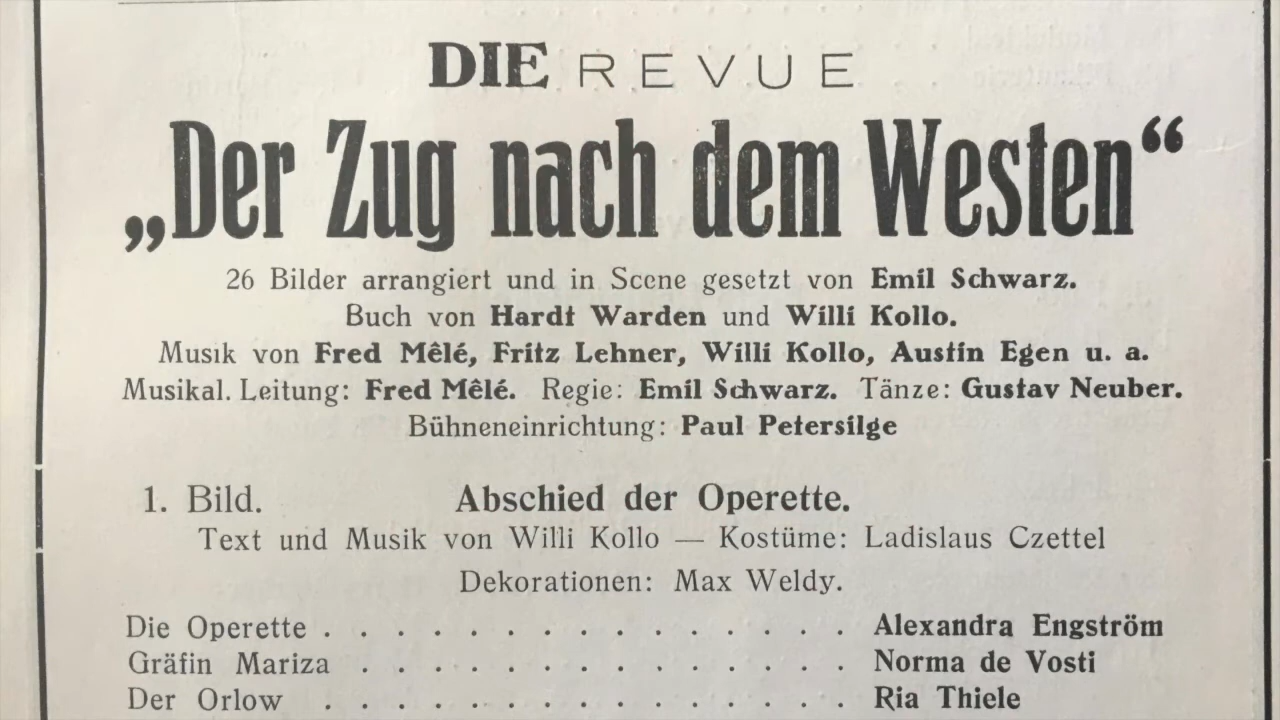 DIE REVUE
„Der Zug nach dem Westen“
26 Bilder arrangiert und in Scene gesetzt von Emil Schwarz.
Buch von Hardt Warden und Willi Kollo.
Musik von Fred Mêlé, Fritz Lehner, Willi Kollo, Austin Egen u. a.
Musikal. Leitung: Fred Mêlé. Regie: Emil Schwarz. Tänze: Gustav Neuber.
Bühneneinrichtung: Paul Petersilge
1. Bild. Abschied der Operette.
Text und Musik von Willi Kollo — Kostüme: Ladislaus Czettel
Dekorationen: Max Weldy.
Die Operette . . . . . . . . . . . . . . . Alexandra Engström
Gräfin Mariza . . . . . . . . . . . . . . Norma de Vosti
Der Orlow . . . . . . . . . . . . . . . Ria Thiele